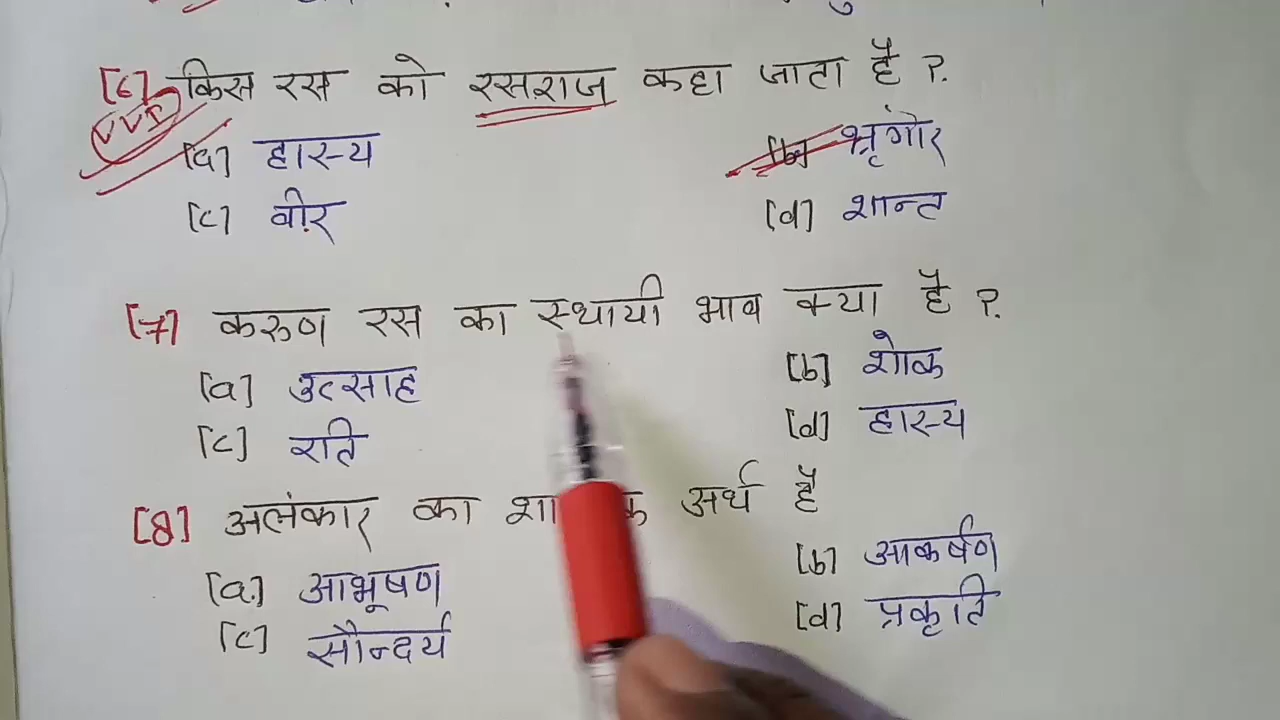 [6] किस रस को रसराज कहा जाता है ?
VVI
[a] हास्य [b] श्रृंगार
[c] वीर [d] शान्त
[7] करुण रस का स्थायी भाव क्या है ?
[a] उत्साह [b] शोक
[c] रति [d] हास्य
[8] अलंकार का अर्थ है
[a] आभूषण [b] आकर्षण
[c] सौन्दर्य [d] प्रकृति